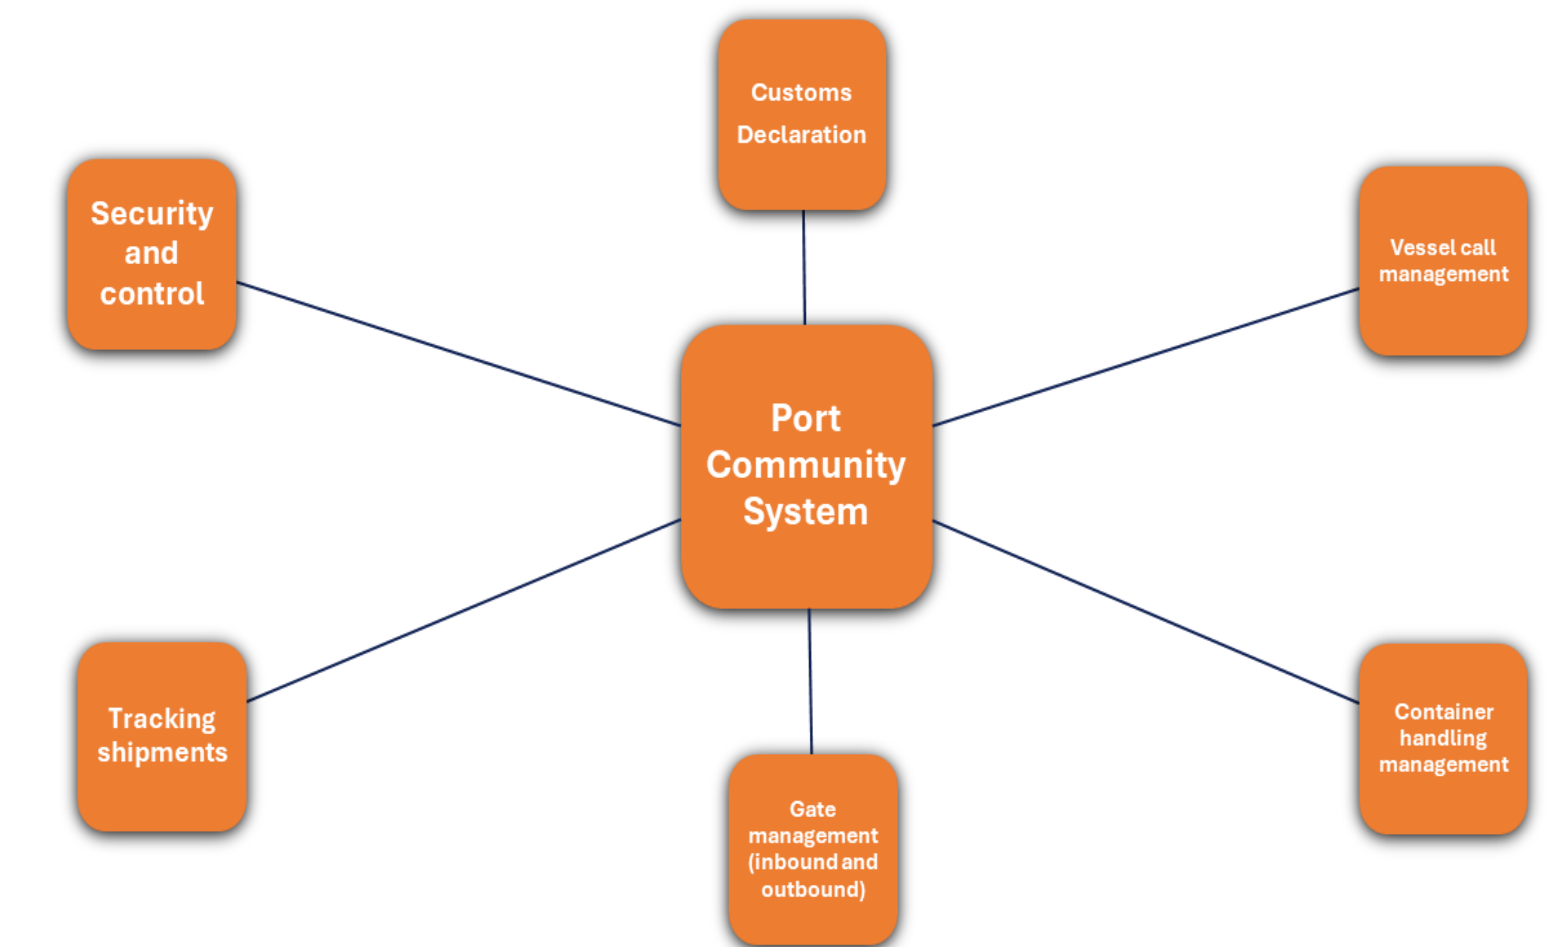 Customs
Declaration
Security
and
control
Vessel call
management
Port
Community
System
Tracking
shipments
Container
handling
management
Gate
management
(inbound and
outbound)